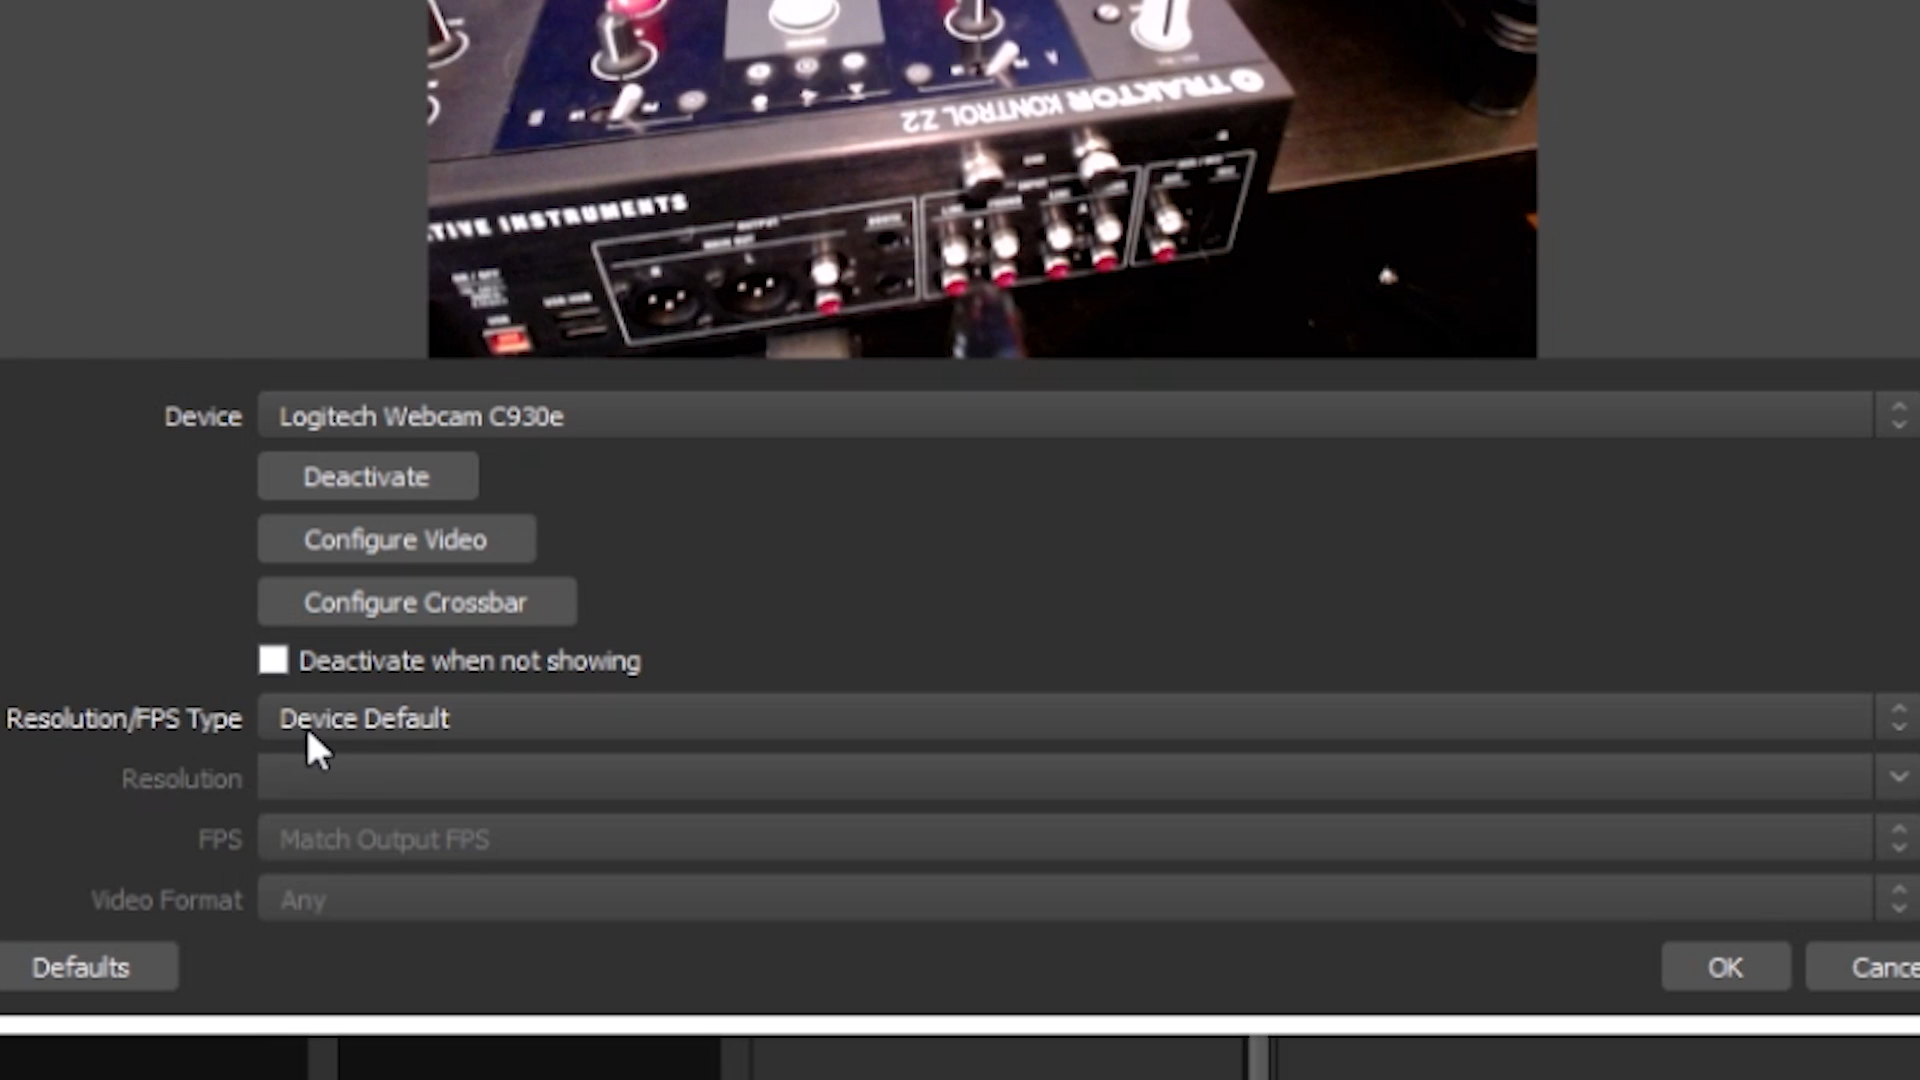 TRAKTOR KONTROL Z2
TIVE INSTRUMENTS
Device
Logitech Webcam C930e
Deactivate
Configure Video
Configure Crossbar
Deactivate when not showing
Resolution/FPS Type
Device Default
Resolution
FPS
Match Output FPS
Video Format
Any
Defaults
OK
Cance